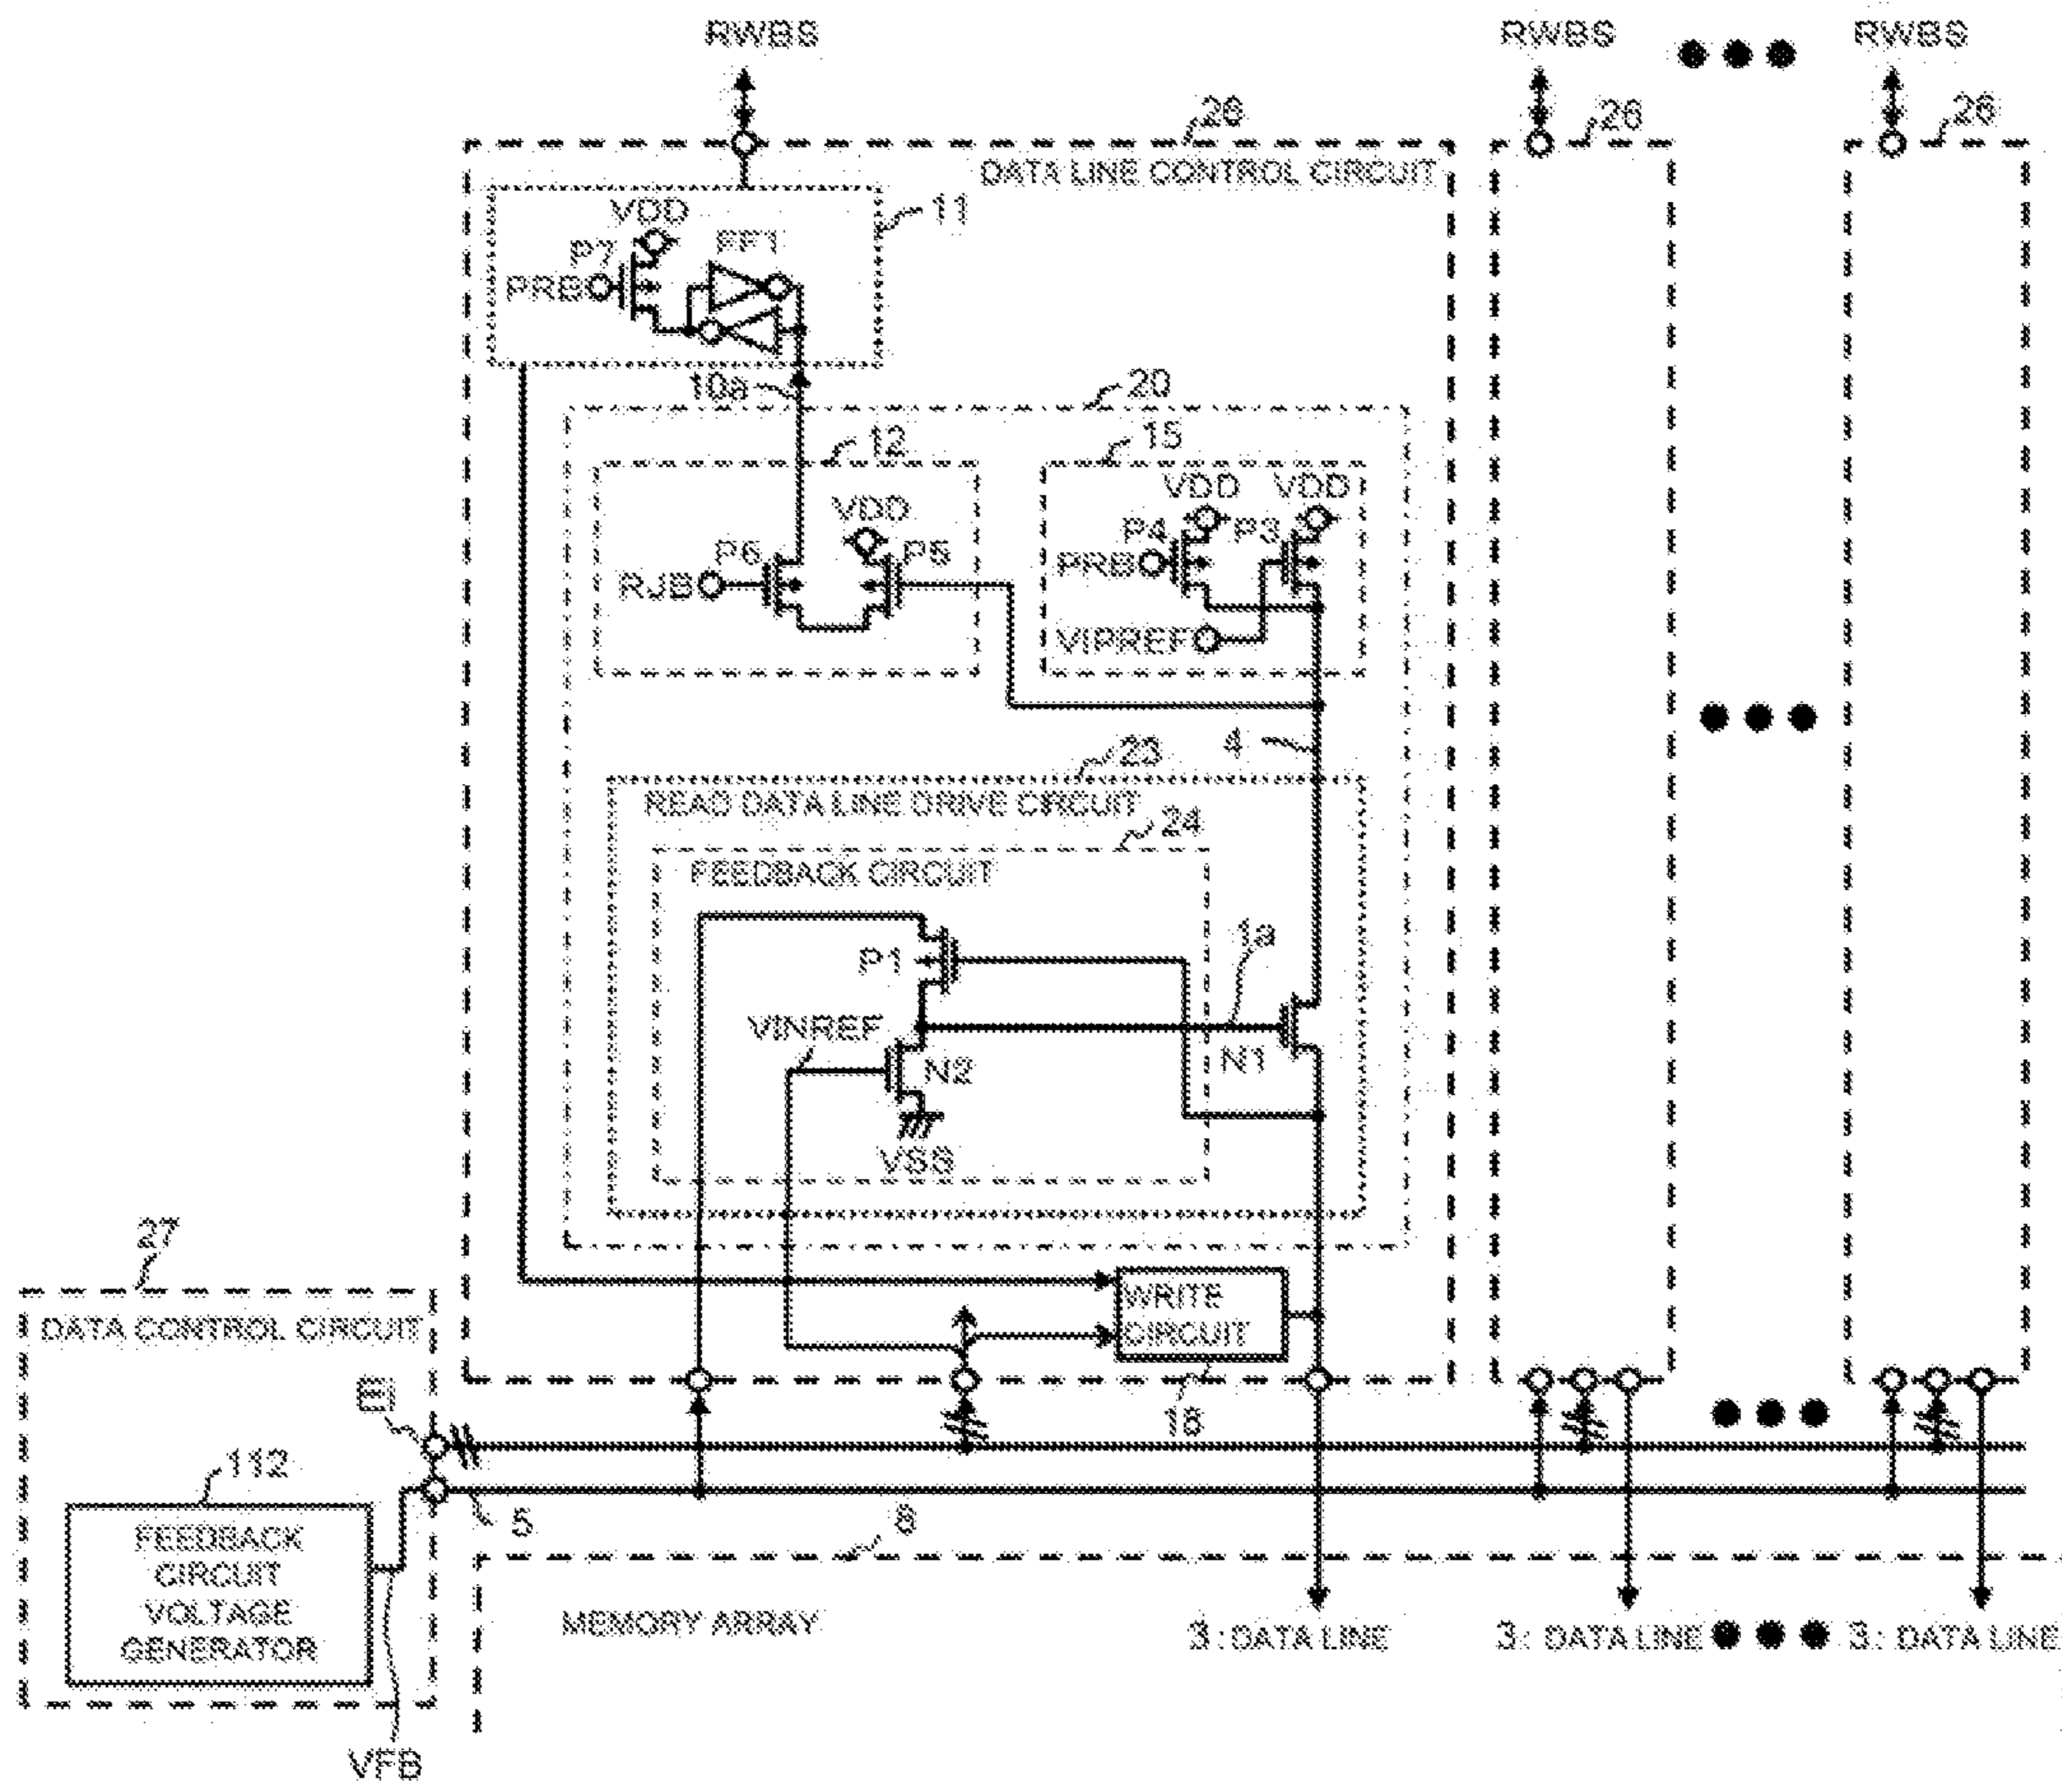 RWBS
RWBS
RWBS
26
26
26
DATA LINE CONTROL CIRCUIT
11
VDD
P7
FF1
PRB
10a
20
12
15
VDD
VDD
VDD
P6
P5
P4
P3
RJB
PRB
VIPREF
4
23
READ DATA LINE DRIVE CIRCUIT
24
FEEDBACK CIRCUIT
P1
1a
VINREF
N2
N1
VSS
27
DATA CONTROL CIRCUIT
WRITE
CIRCUIT
18
Ei
112
5
FEEDBACK
CIRCUIT
VOLTAGE
GENERATOR
VFB
MEMORY ARRAY
3 : DATA LINE
3 : DATA LINE
3 : DATA LINE